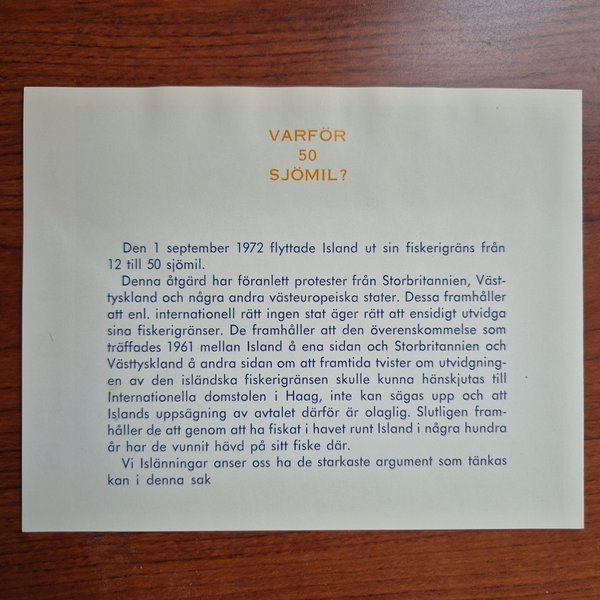 VARFÖR
50
SJÖMIL?
Den 1 september 1972 flyttade Island ut sin fiskerigräns från
12 till 50 sjömil.
Denna åtgärd har föranlett protester från Storbritannien, Väst-
tyskland och några andra västeuropeiska stater. Dessa framhåller
att enl. internationell rätt ingen stat äger rätt att ensidigt utvidga
sina fiskerigränser. De framhåller att den överenskommelse som
träffades 1961 mellan Island å ena sidan och Storbritannien och
Västtyskland å andra sidan om att framtida tvister om utvidgning-
en av den isländska fiskerigränsen skulle kunna hänskjutas till
Internationella domstolen i Haag, inte kan sägas upp och att
Islands uppsägning av avtalet därför är olaglig. Slutligen fram-
håller de att genom att ha fiskat i havet runt Island i några hundra
år har de vunnit hävd på sitt fiske där.
Vi Islänningar anser oss ha de starkaste argument som tänkas
kan i denna sak